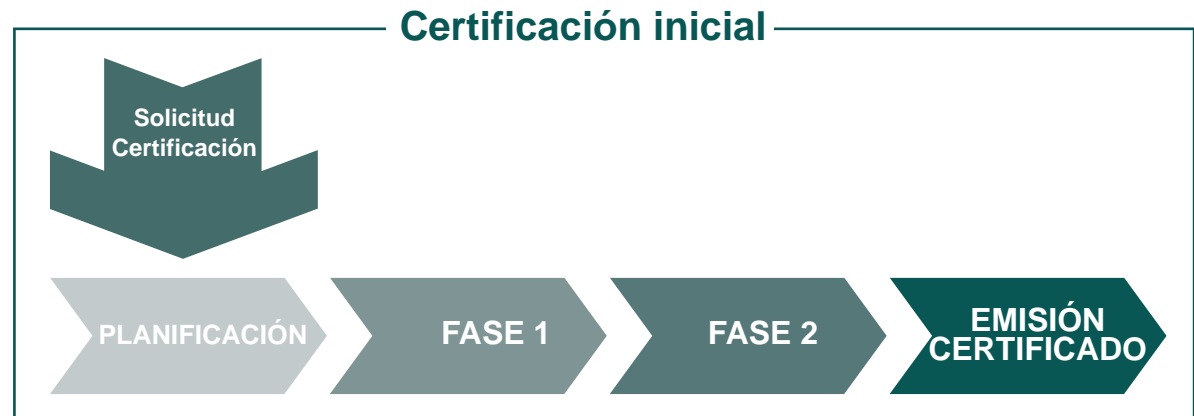 Certificación inicial
Solicitud
Certificación
PLANIFICACIÓN
FASE 1
FASE 2
EMISIÓN
CERTIFICADO